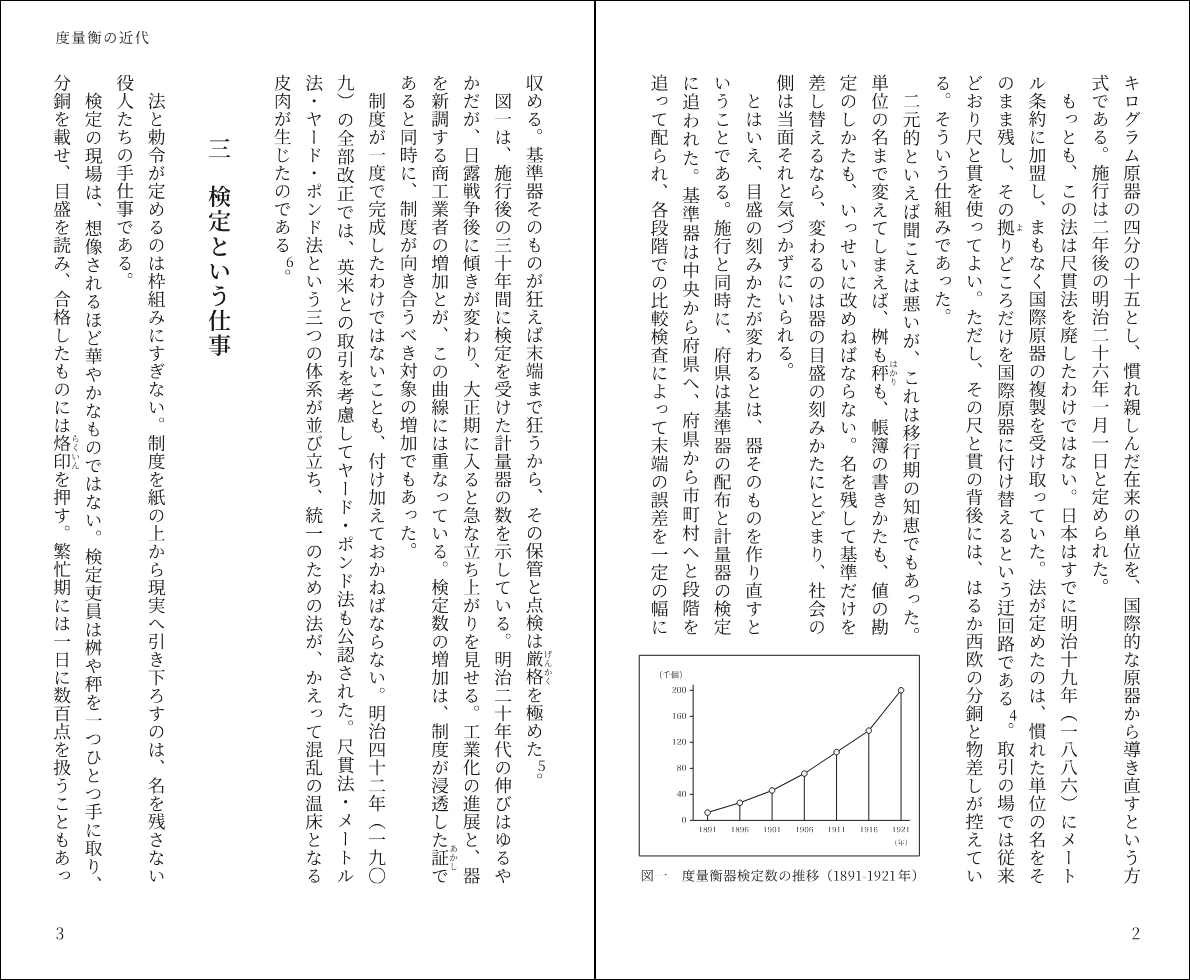 キログラム原器の四分の十五とし、慣れ親しんだ在来の単位を、国際的な原器から導き直すという方
式である。施行は二年後の明治二十六年一月一日と定められた。
もっとも、この法は尺貫法を廃したわけではない。日本はすでに明治十九年（一八八六）にメート
ル条約に加盟し、まもなく国際原器の複製を受け取っていた。法が定めたのは、慣れた単位の名をそ
のまま残し、その拠りどころだけを国際原器に付け替えるという迂回路である4。取引の場では従来
よ
どおり尺と貫を使ってよい。ただし、その尺と貫の背後には、はるか西欧の分銅と物差しが控えてい
る。そういう仕組みであった。
二元的といえば聞こえは悪いが、これは移行期の知恵でもあった。
単位の名まで変えてしまえば、桝も秤も、帳簿の書きかたも、値の勘
はかり
定のしかたも、いっせいに改めねばならない。名を残して基準だけを
差し替えるなら、変わるのは器の目盛の刻みかたにとどまり、社会の
側は当面それと気づかずにいられる。
とはいえ、目盛の刻みかたが変わるとは、器そのものを作り直すと
いうことである。施行と同時に、府県は基準器の配布と計量器の検定
に追われた。基準器は中央から府県へ、府県から市町村へと段階を
追って配られ、各段階での比較検査によって末端の誤差を一定の幅に
（千個）
200
160
120
80
40
0
1891 1896 1901 1906 1911 1916 1921
（年）
図一　度量衡器検定数の推移（1891-1921年）
2
度量衡の近代
収める。基準器そのものが狂えば末端まで狂うから、その保管と点検は厳格を極めた5。
げんかく
図一は、施行後の三十年間に検定を受けた計量器の数を示している。明治二十年代の伸びはゆるや
かだが、日露戦争後に傾きが変わり、大正期に入ると急な立ち上がりを見せる。工業化の進展と、器
を新調する商工業者の増加とが、この曲線には重なっている。検定数の増加は、制度が浸透した証で
あかし
あると同時に、制度が向き合うべき対象の増加でもあった。
制度が一度で完成したわけではないことも、付け加えておかねばならない。明治四十二年（一九〇
九）の全部改正では、英米との取引を考慮してヤード・ポンド法も公認された。尺貫法・メートル
法・ヤード・ポンド法という三つの体系が並び立ち、統一のための法が、かえって混乱の温床となる
皮肉が生じたのである6。
三　検定という仕事
法と勅令が定めるのは枠組みにすぎない。制度を紙の上から現実へ引き下ろすのは、名を残さない
役人たちの手仕事である。
検定の現場は、想像されるほど華やかなものではない。検定吏員は桝や秤を一つひとつ手に取り、
分銅を載せ、目盛を読み、合格したものには烙印を押す。繁忙期には一日に数百点を扱うこともあっ
らくいん
3